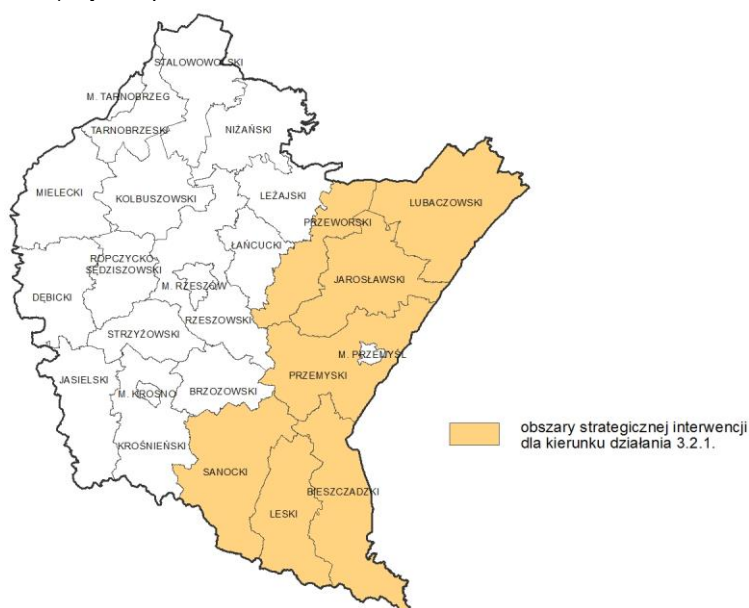 STALOWOWOLSKI
M. TARNOBRZEG
TARNOBRZESKI
NIŻAŃSKI
MIELECKI
KOLBUSZOWSKI
LEŻAJSKI
LUBACZOWSKI
PRZEWORSKI
ŁAŃCUCKI
ROPCZYCKO
SĘDZISZOWSKI
JAROSŁAWSKI
M. RZESZÓW
DĘBICKI
RZESZOWSKI
STRZYŻOWSKI
M. PRZEMYŚL
PRZEMYSKI
JASIELSKI
M. KROSNO
BRZOZOWSKI
KROŚNIEŃSKI
SANOCKI
BIESZCZADZKI
LESKI
obszary strategicznej interwencji
dla kierunku działania 3.2.1.